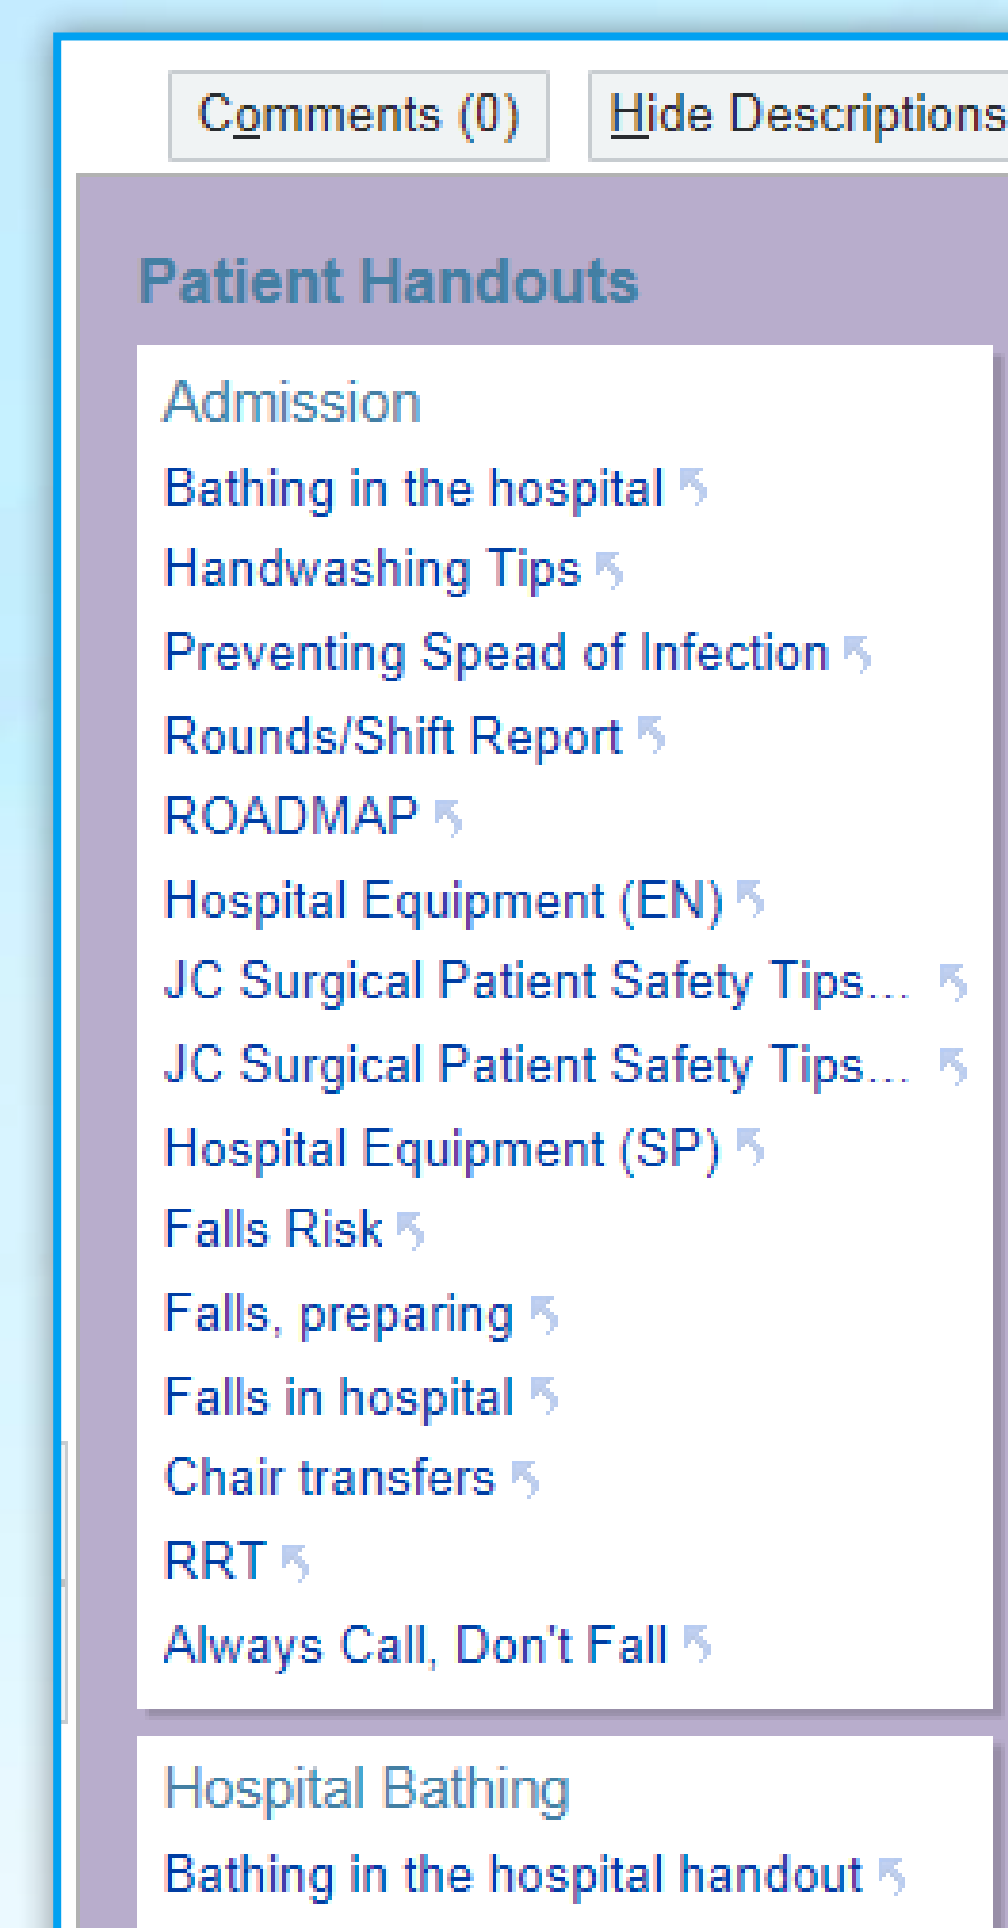 Comments (0) Hide Descriptions
Patient Handouts
Admission
Bathing in the hospital
Handwashing Tips
Preventing Spead of Infection
Rounds/Shift Report
ROADMAP
Hospital Equipment (EN)
JC Surgical Patient Safety Tips...
JC Surgical Patient Safety Tips...
Hospital Equipment (SP)
Falls Risk
Falls, preparing
Falls in hospital
Chair transfers
RRT
Always Call, Don't Fall
Hospital Bathing
Bathing in the hospital handout